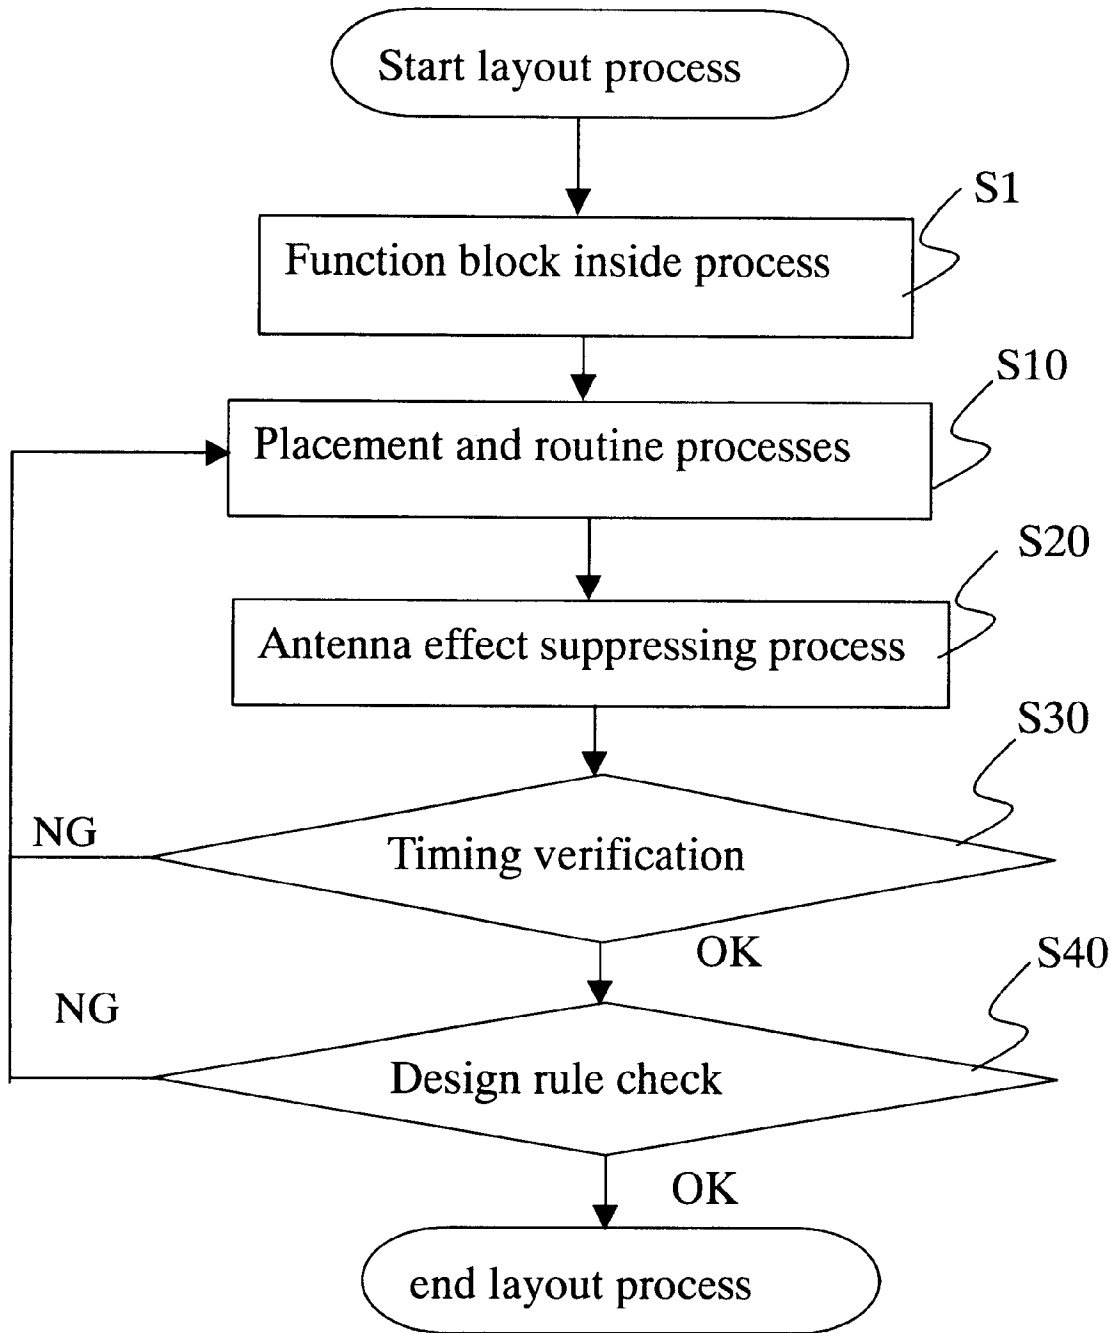 Start layout process
S1
Function block inside process
S10
Placement and routine processes
S20
Antenna effect suppressing process
S30
NG
Timing verification
OK
S40
NG
Design rule check
OK
end layout process